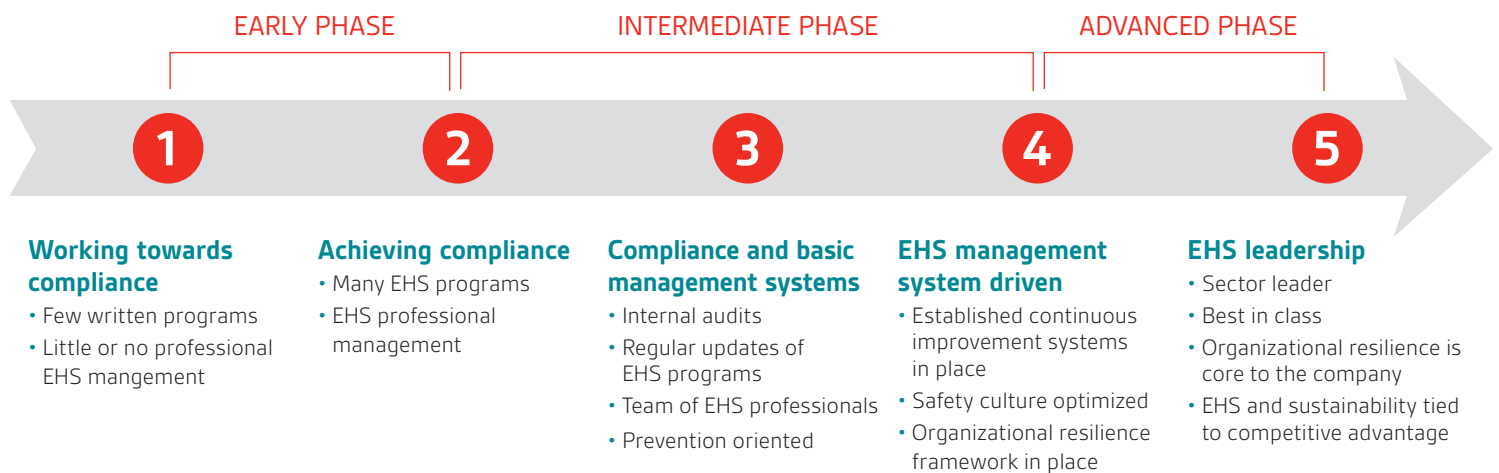 EARLY PHASE
INTERMEDIATE PHASE
ADVANCED PHASE
1
2
3
4
5
Working towards
compliance
• Few written programs
• Little or no professional
EHS mangement
Achieving compliance
• Many EHS programs
• EHS professional
management
Compliance and basic
management systems
• Internal audits
• Regular updates of
EHS programs
• Team of EHS professionals
• Prevention oriented
EHS management
system driven
• Established continuous
improvement systems
in place
• Safety culture optimized
• Organizational resilience
framework in place
EHS leadership
• Sector leader
• Best in class
• Organizational resilience is
core to the company
• EHS and sustainability tied
to competitive advantage